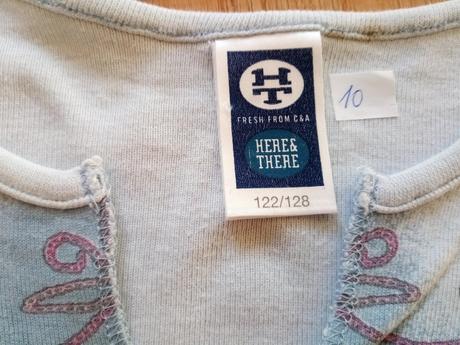 HT
FRESH FROM C&A
HERE&
THERE
122/128
10